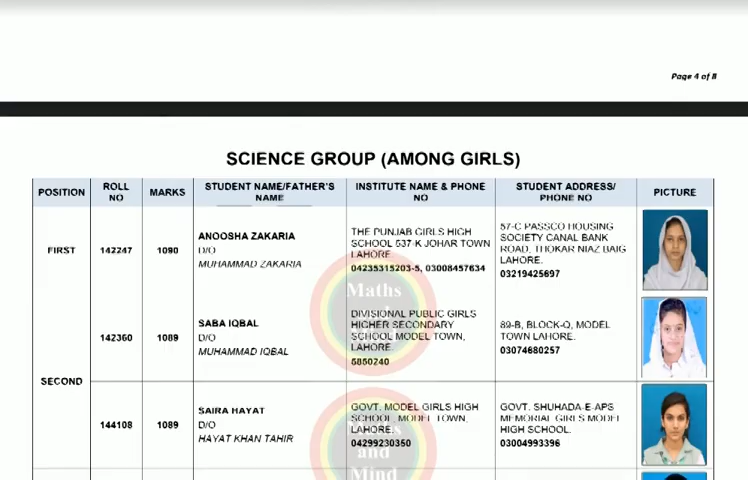 Page 4 of 8
SCIENCE GROUP (AMONG GIRLS)
POSITION
ROLL
NO
MARKS
STUDENT NAME/FATHER'S
NAME
INSTITUTE NAME & PHONE
NO
STUDENT ADDRESS/
PHONE NO
PICTURE
FIRST
142247
1090
ANOOSHA ZAKARIA
D/O
MUHAMMAD ZAKARIA
THE PUNJAB GIRLS HIGH
SCHOOL 537-K JOHAR TOWN
LAHORE
04235315203-5, 03008457634
57-C PASSCO HOUSING
SOCIETY CANAL BANK
ROAD, THOKAR NIAZ BAIG
LAHORE.
03219425697
SECOND
142360
1089
SABA IQBAL
D/O
MUHAMMAD IQBAL
DIVISIONAL PUBLIC GIRLS
HIGHER SECONDARY
SCHOOL MODEL TOWN,
LAHORE.
5850240
89-B, BLOCK-Q, MODEL
TOWN LAHORE.
03074680257
144108
1089
SAIRA HAYAT
D/O
HAYAT KHAN TAHIR
GOVT. MODEL GIRLS HIGH
SCHOOL, MODEL TOWN,
LAHORE.
04299230350
GOVT. SHUHADA-E-APS
MEMORIAL GIRLS MODEL
HIGH SCHOOL.
03004993396
Maths
and
Mind